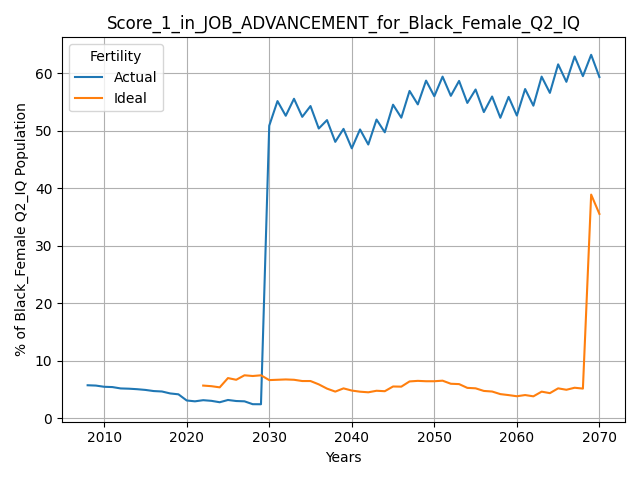 Score_1_in_JOB_ADVANCEMENT_for_Black_Female_Q2_IQ
Fertility
Actual
Ideal
% of Black_Female Q2_IQ Population
60
50
40
30
20
10
0
2010 2020 2030 2040 2050 2060 2070
Years